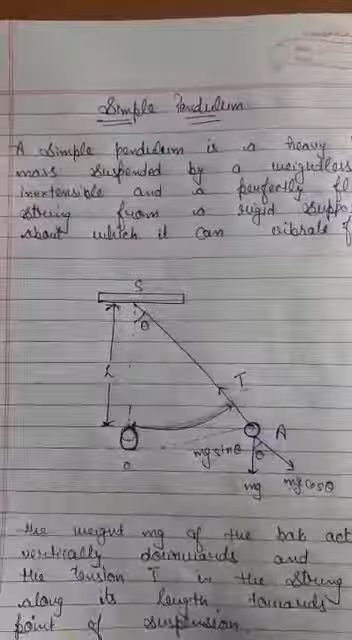 Simple Pendulum
A simple pendulum is a heavy
mass suspended by a weightless
inextensible and a perfectly fl
string from a rigid suppo
about which it can vibrate f
S
θ
L
T
A
mg sinθ
θ
O
mg
mg cosθ
The weight mg of the bob act
vertically downwards and
the tension T in the string
along its length towards
point of suspension.